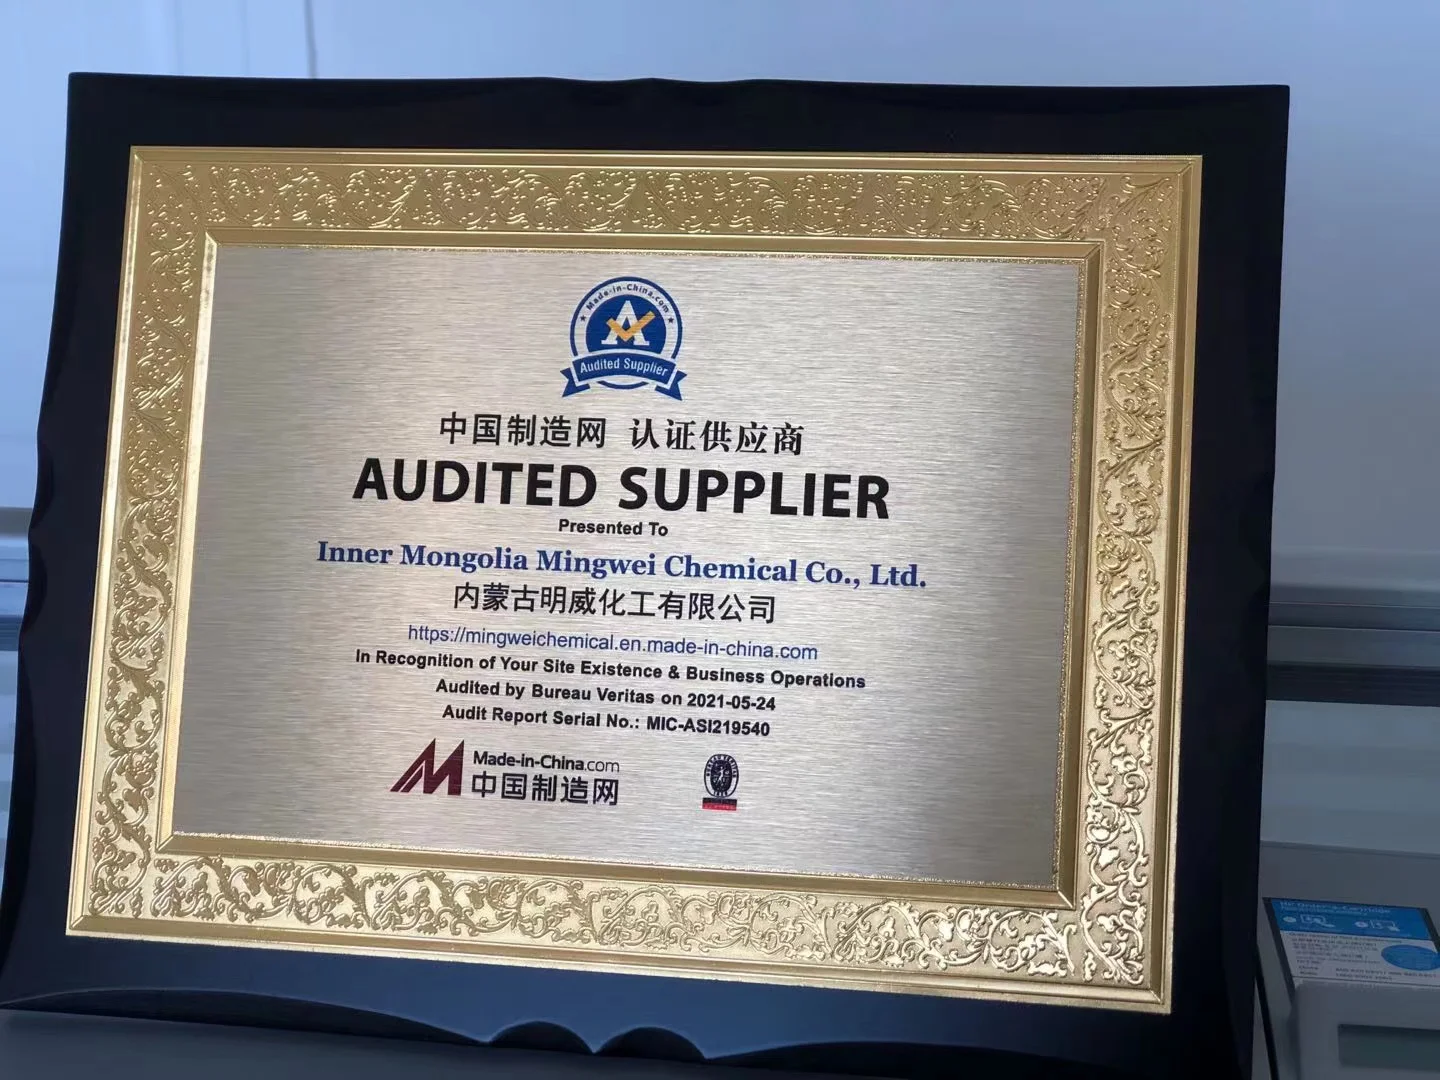 Made-in-China.com
A
Audited Supplier
中国制造网 认证供应商
AUDITED SUPPLIER
Presented To
Inner Mongolia Mingwei Chemical Co., Ltd.
内蒙古明威化工有限公司
https://mingweichemical.en.made-in-china.com
In Recognition of Your Site Existence & Business Operations
Audited by Bureau Veritas on 2021-05-24
Audit Report Serial No.: MIC-ASI219540
Made-in-China.com
中国制造网